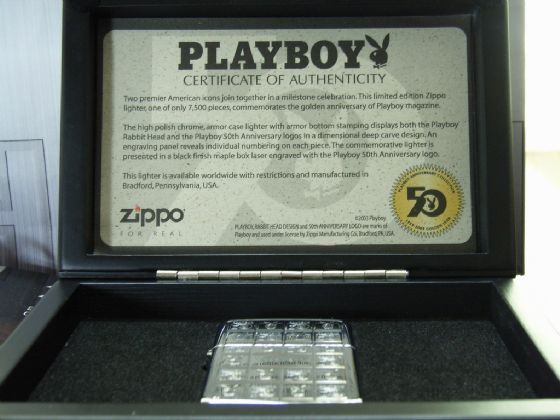 PLAYBOY
CERTIFICATE OF AUTHENTICITY
Two premier American icons join together in a milestone celebration. This limited edition Zippo
lighter, one of only 7,500 pieces, commemorates the golden anniversary of Playboy magazine.
The high polish chrome, armor case lighter with armor bottom stamping displays both the Playboy
Rabbit Head and the Playboy 50th Anniversary logos in a dimensional deep carve design. An
engraving panel reveals individual numbering on each piece. The commemorative lighter is
presented in a black finish maple box laser engraved with the Playboy 50th Anniversary logo.
This lighter is available worldwide with restrictions and manufactured in
Bradford, Pennsylvania, USA.
zippo
FOR REAL
50
©2003 Playboy
PLAYBOY, RABBIT HEAD DESIGN and 50th ANNIVERSARY LOGO are marks of
Playboy and used under license by Zippo Manufacturing Co., Bradford, PA, USA.